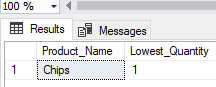 100 %
Results Messages
Product_Name Lowest_Quantity
1 Chips 1